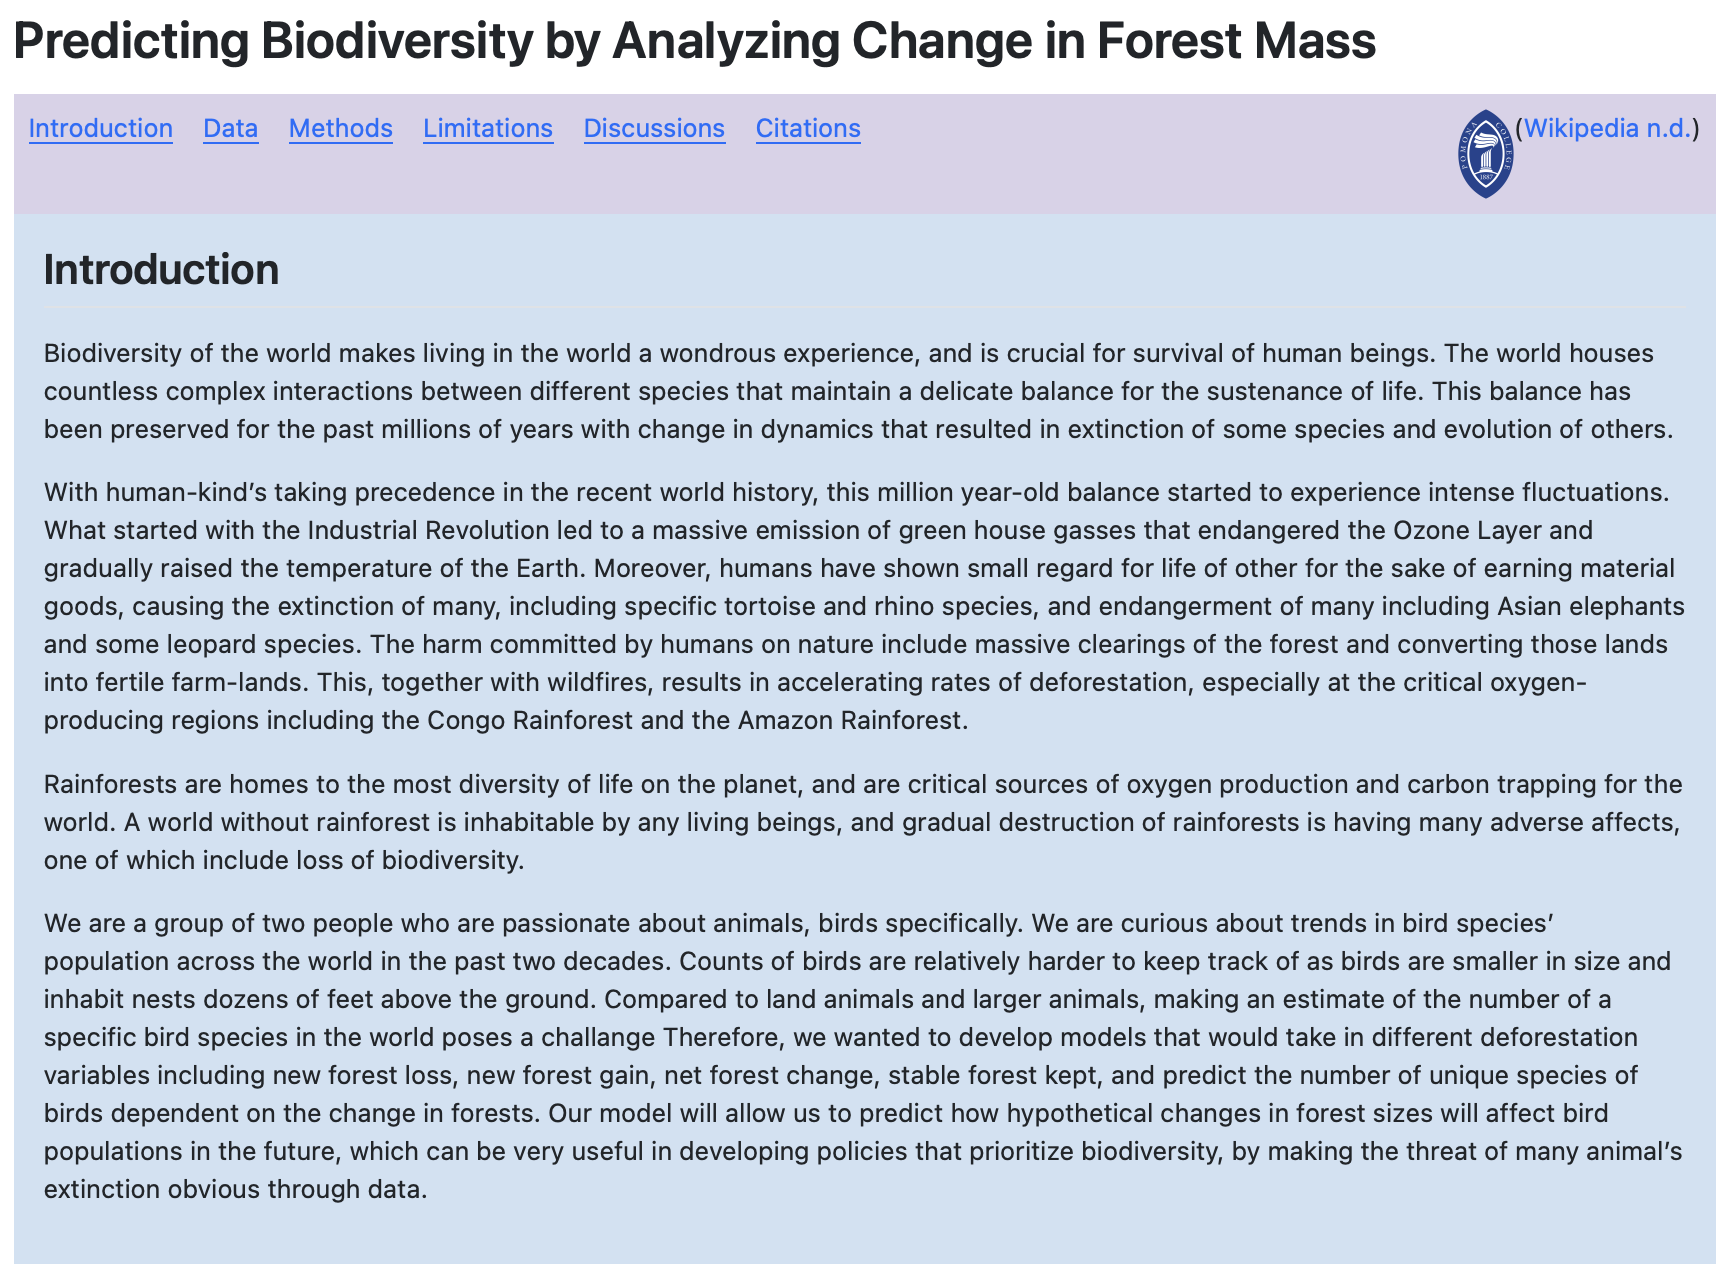 Predicting Biodiversity by Analyzing Change in Forest Mass
Introduction Data Methods Limitations Discussions Citations
POMONA COLLEGE
1887
(Wikipedia n.d.)
Introduction
Biodiversity of the world makes living in the world a wondrous experience, and is crucial for survival of human beings. The world houses
countless complex interactions between different species that maintain a delicate balance for the sustenance of life. This balance has
been preserved for the past millions of years with change in dynamics that resulted in extinction of some species and evolution of others.
With human-kind’s taking precedence in the recent world history, this million year-old balance started to experience intense fluctuations.
What started with the Industrial Revolution led to a massive emission of green house gasses that endangered the Ozone Layer and
gradually raised the temperature of the Earth. Moreover, humans have shown small regard for life of other for the sake of earning material
goods, causing the extinction of many, including specific tortoise and rhino species, and endangerment of many including Asian elephants
and some leopard species. The harm committed by humans on nature include massive clearings of the forest and converting those lands
into fertile farm-lands. This, together with wildfires, results in accelerating rates of deforestation, especially at the critical oxygen-
producing regions including the Congo Rainforest and the Amazon Rainforest.
Rainforests are homes to the most diversity of life on the planet, and are critical sources of oxygen production and carbon trapping for the
world. A world without rainforest is inhabitable by any living beings, and gradual destruction of rainforests is having many adverse affects,
one of which include loss of biodiversity.
We are a group of two people who are passionate about animals, birds specifically. We are curious about trends in bird species’
population across the world in the past two decades. Counts of birds are relatively harder to keep track of as birds are smaller in size and
inhabit nests dozens of feet above the ground. Compared to land animals and larger animals, making an estimate of the number of a
specific bird species in the world poses a challange Therefore, we wanted to develop models that would take in different deforestation
variables including new forest loss, new forest gain, net forest change, stable forest kept, and predict the number of unique species of
birds dependent on the change in forests. Our model will allow us to predict how hypothetical changes in forest sizes will affect bird
populations in the future, which can be very useful in developing policies that prioritize biodiversity, by making the threat of many animal’s
extinction obvious through data.